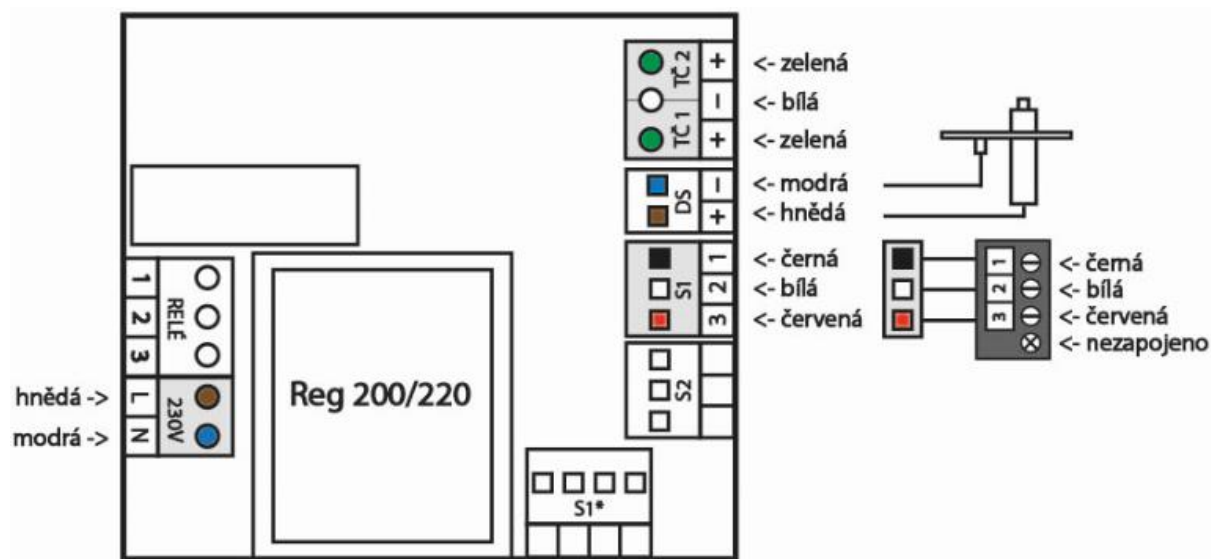 TČ 2
TČ 1
+
−
+
<- zelená
<- bílá
<- zelená
DS
−
+
<- modrá
<- hnědá
S1
1
2
3
<- černá
<- bílá
<- červená
1
2
3
<- černá
<- bílá
<- červená
<- nezapojeno
S2
1
2
3
RELÉ
L
N
230V
hnědá ->
modrá ->
Reg 200/220
S1*